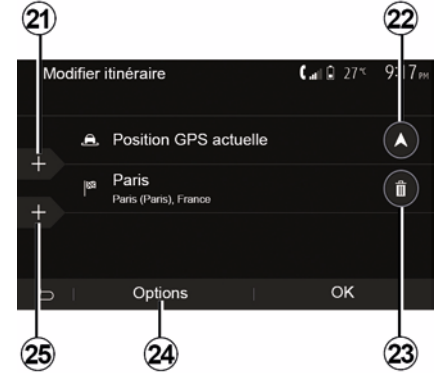 21
22
Modifier itinéraire
27°C
9:17 PM
Position GPS actuelle
+
Paris
Paris (Paris), France
+
Options
OK
25
24
23